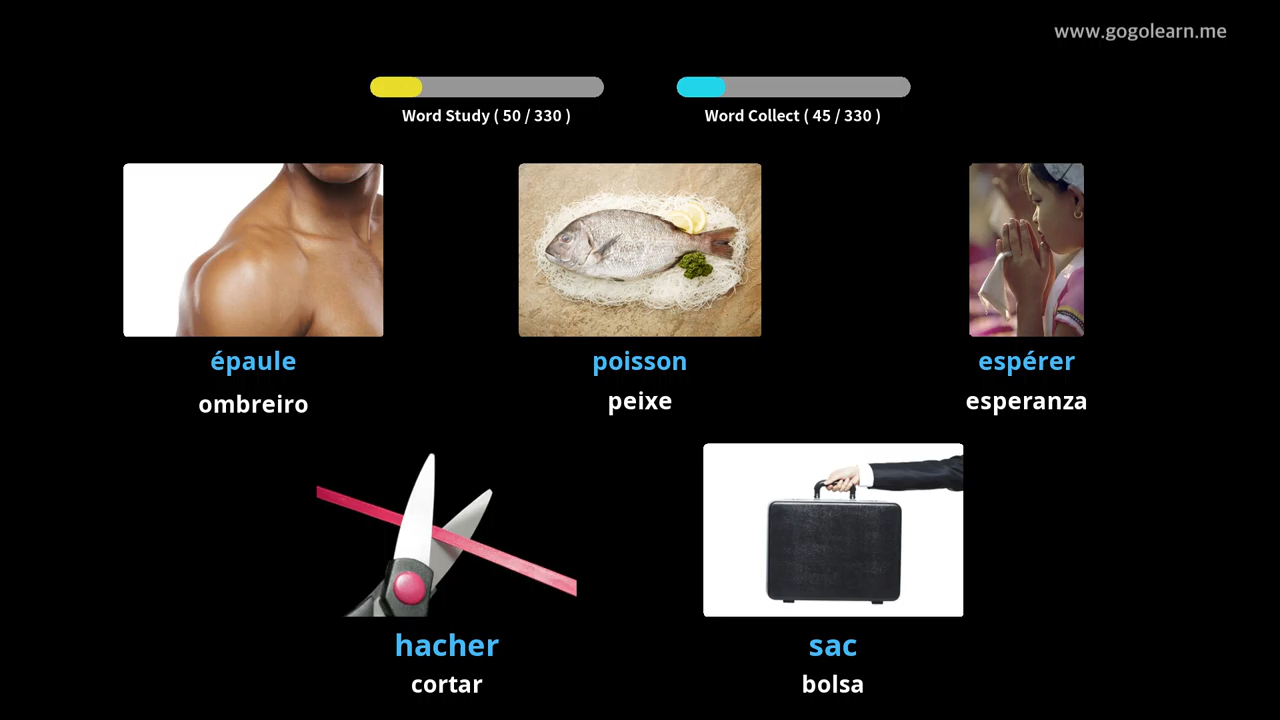 www.gogolearn.me
Word Study ( 50 / 330 )
Word Collect ( 45 / 330 )
épaule
ombreiro
poisson
peixe
espérer
esperanza
hacher
cortar
sac
bolsa